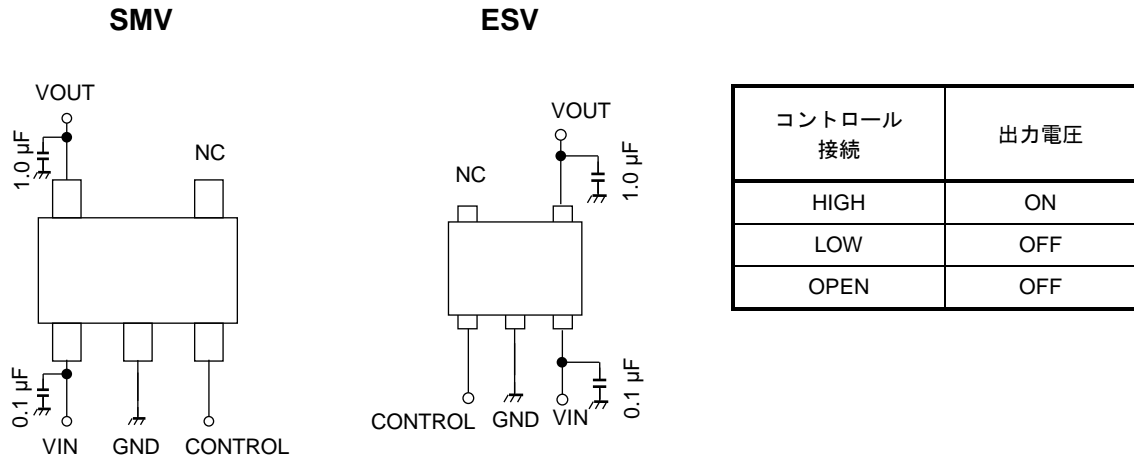 SMV
ESV
VOUT
1.0 µF
NC
0.1 µF
VIN
GND
CONTROL
VOUT
NC
1.0 µF
CONTROL
GND
VIN
0.1 µF
コントロール
接続
出力電圧
HIGH
ON
LOW
OFF
OPEN
OFF